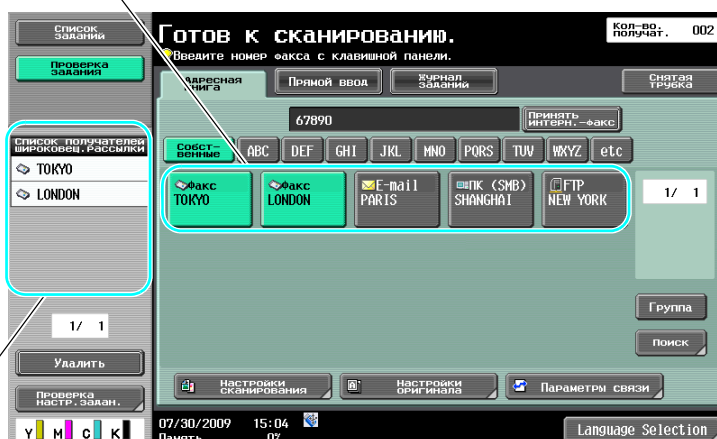 Список
заданий
Проверка
задания
Список получателей
широковещ.рассылки
TOKYO
LONDON
1/ 1
Удалить
Проверка
настр.задан.
Y M C K
Готов к сканированию.
Кол-во.
получат. 002
Введите номер факса с клавишной панели.
Адресная
книга
Прямой ввод
Журнал
заданий
Снятая
трубка
67890
Принять
интерн.-факс
Собст-
венные
ABC
DEF
GHI
JKL
MNO
PQRS
TUV
WXYZ
etc
Факс
TOKYO
Факс
LONDON
E-mail
PARIS
ПК (SMB)
SHANGHAI
FTP
NEW YORK
1/ 1
Группа
Поиск
Настройки
сканирования
Настройки
оригинала
Параметры связи
07/30/2009 15:04
Память 0%
Language Selection